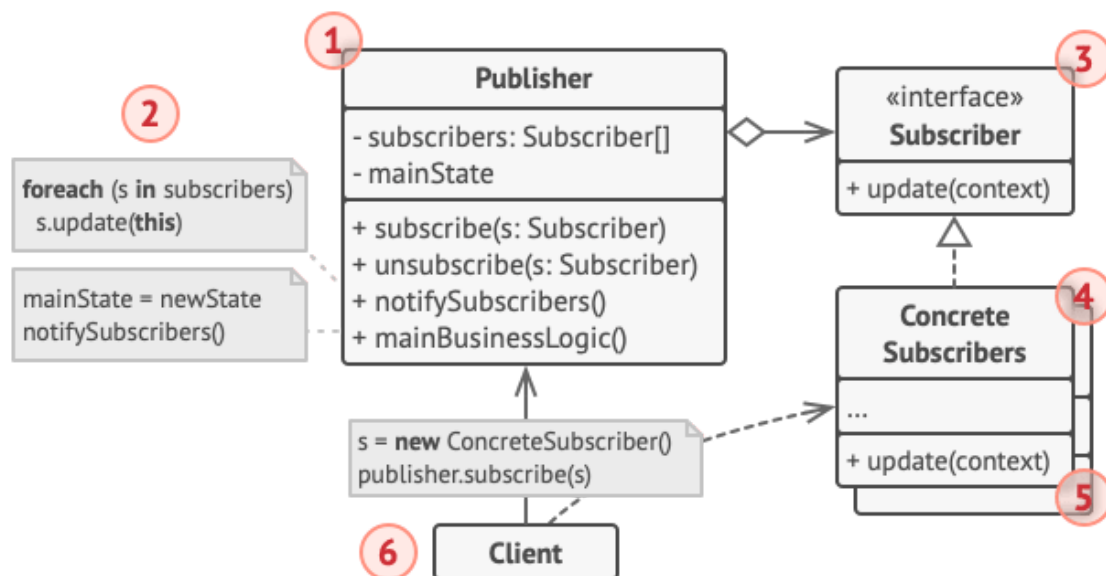 1
Publisher
- subscribers: Subscriber[]
- mainState
+ subscribe(s: Subscriber)
+ unsubscribe(s: Subscriber)
+ notifySubscribers()
+ mainBusinessLogic()
2
foreach (s in subscribers)
s.update(this)
mainState = newState
notifySubscribers()
3
«interface»
Subscriber
+ update(context)
4
Concrete
Subscribers
...
+ update(context)
5
s = new ConcreteSubscriber()
publisher.subscribe(s)
6
Client